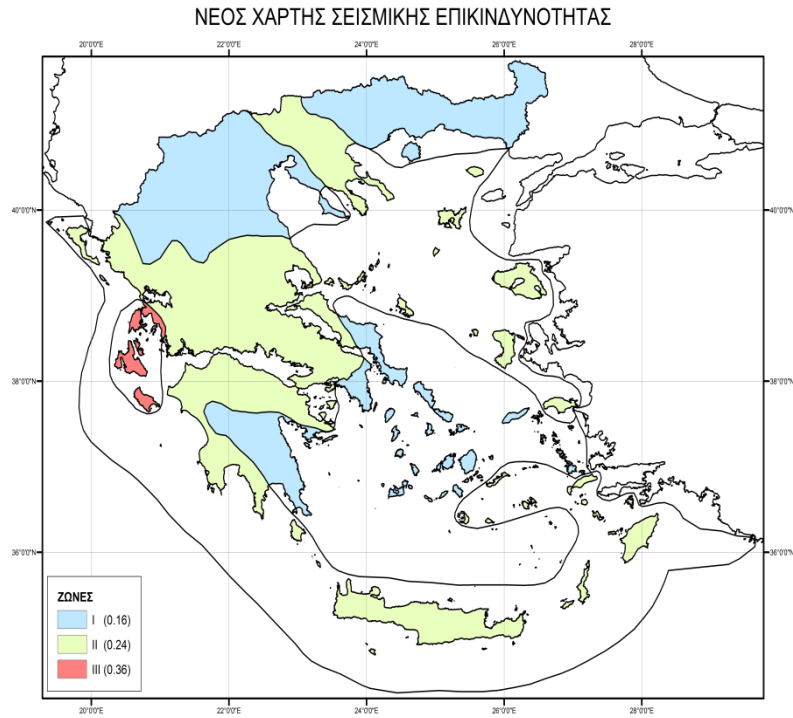 ΝΕΟΣ ΧΑΡΤΗΣ ΣΕΙΣΜΙΚΗΣ ΕΠΙΚΙΝΔΥΝΟΤΗΤΑΣ
20°0'0"E 22°0'0"E 24°0'0"E 26°0'0"E 28°0'0"E
40°0'0"N 40°0'0"N
38°0'0"N 38°0'0"N
36°0'0"N 36°0'0"N
ΖΩΝΕΣ
I (0.16)
II (0.24)
III (0.36)
20°0'0"E 22°0'0"E 24°0'0"E 26°0'0"E 28°0'0"E